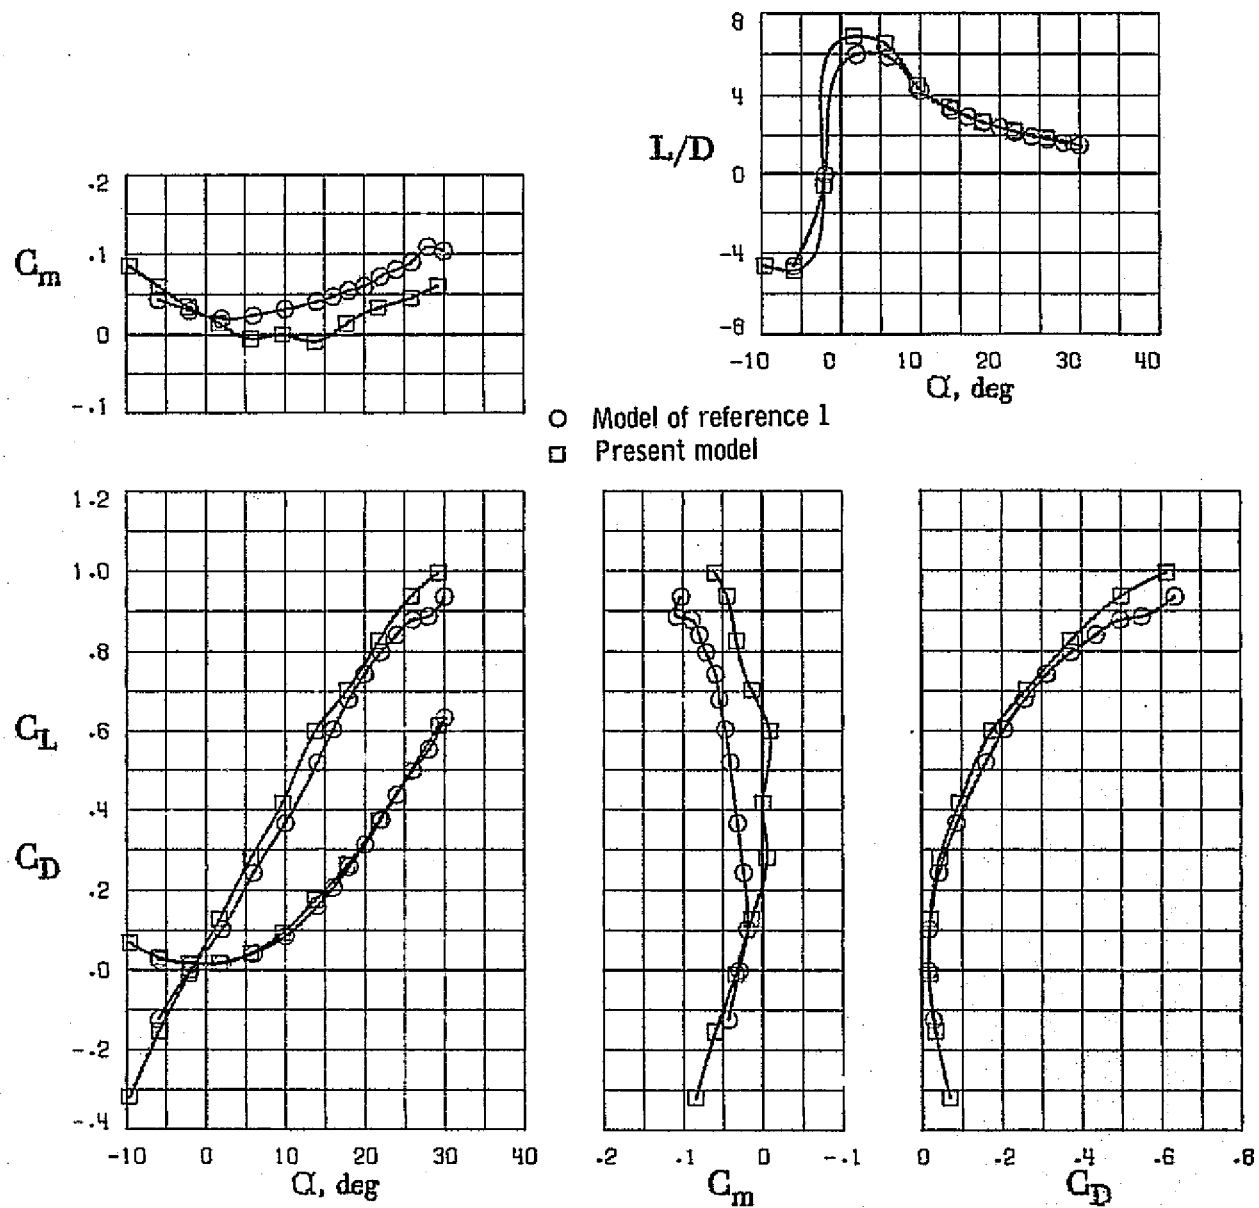 8
4
L/D
0
-4
-8
-10 0 10 20 30 40
α, deg
.2
.1
Cm
0
-.1
○ Model of reference 1
□ Present model
1.2
1.0
.8
CL
.6
.4
CD
.2
.0
-.2
-.4
-10 0 10 20 30 40
α, deg
.2 .1 0 -.1
Cm
0 .2 .4 .6 .8
CD